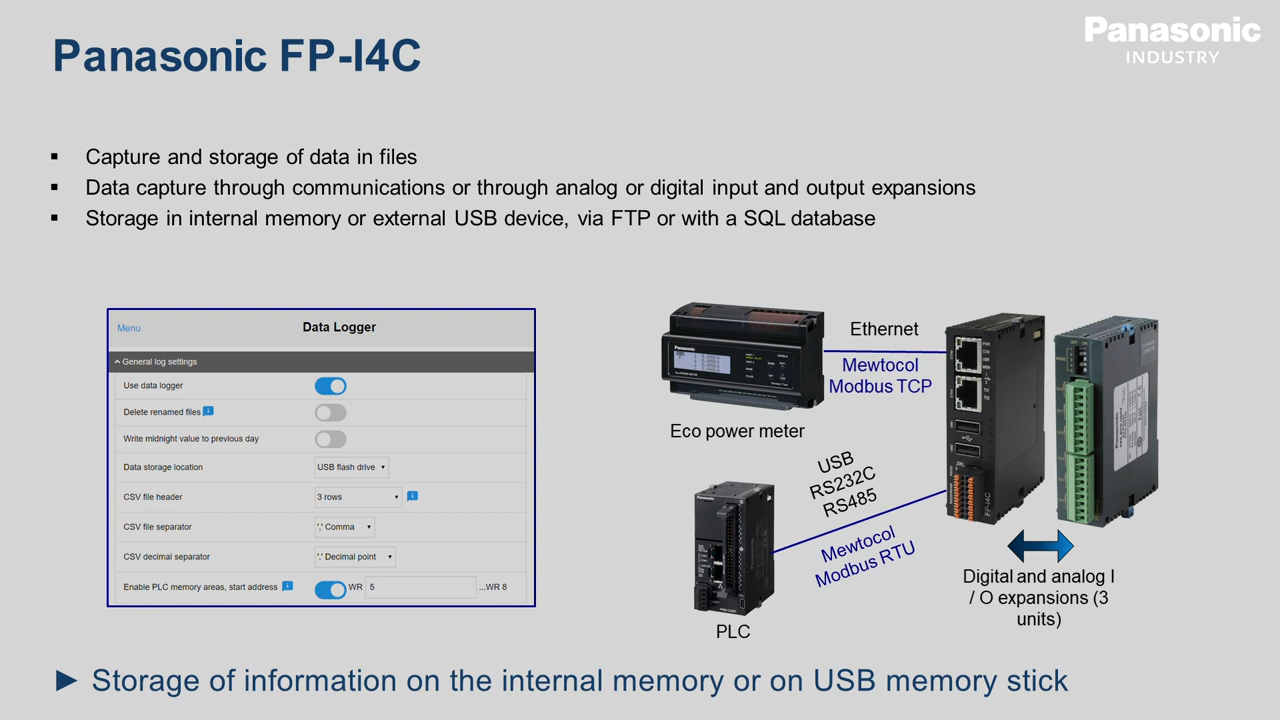 Panasonic
INDUSTRY
Panasonic FP-I4C
▪ Capture and storage of data in files
▪ Data capture through communications or through analog or digital input and output expansions
▪ Storage in internal memory or external USB device, via FTP or with a SQL database
Menu
Data Logger
General log settings
Use data logger
Delete renamed files
Write midnight value to previous day
Data storage location
USB flash drive
CSV file header
3 rows
CSV file separator
',' Comma
CSV decimal separator
'.' Decimal point
Enable PLC memory areas, start address
WR 5 ...WR 8
Panasonic
Ethernet
Mewtocol
Modbus TCP
Eco power meter
USB
RS232C
RS485
Mewtocol
Modbus RTU
PLC
FP-I4C
Panasonic
Digital and analog I
/ O expansions (3
units)
► Storage of information on the internal memory or on USB memory stick